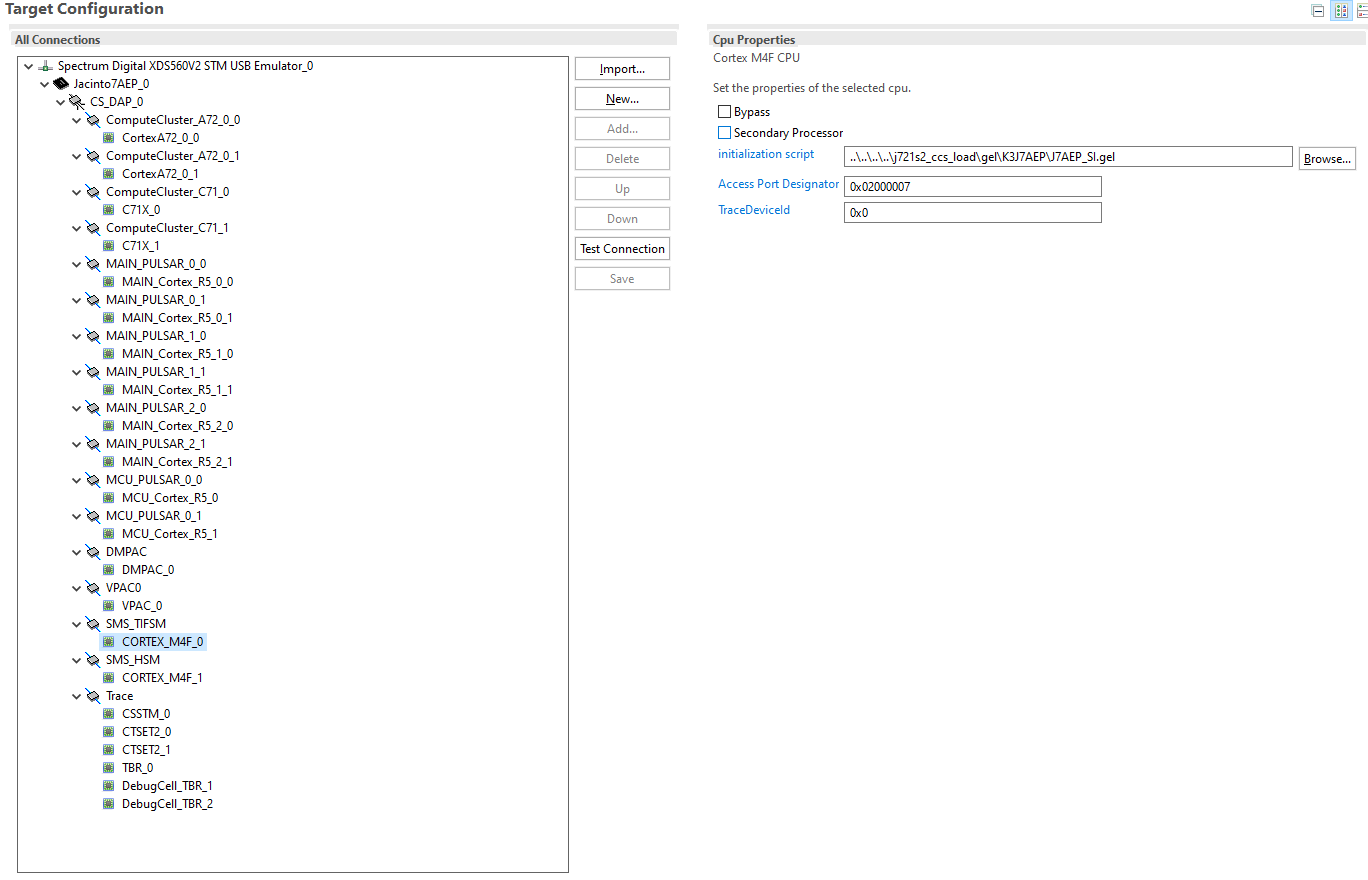 Target Configuration
All Connections
Spectrum Digital XDS560V2 STM USB Emulator_0
Jacinto7AEP_0
CS_DAP_0
ComputeCluster_A72_0_0
CortexA72_0_0
ComputeCluster_A72_0_1
CortexA72_0_1
ComputeCluster_C71_0
C71X_0
ComputeCluster_C71_1
C71X_1
MAIN_PULSAR_0_0
MAIN_Cortex_R5_0_0
MAIN_PULSAR_0_1
MAIN_Cortex_R5_0_1
MAIN_PULSAR_1_0
MAIN_Cortex_R5_1_0
MAIN_PULSAR_1_1
MAIN_Cortex_R5_1_1
MAIN_PULSAR_2_0
MAIN_Cortex_R5_2_0
MAIN_PULSAR_2_1
MAIN_Cortex_R5_2_1
MCU_PULSAR_0_0
MCU_Cortex_R5_0
MCU_PULSAR_0_1
MCU_Cortex_R5_1
DMPAC
DMPAC_0
VPAC0
VPAC_0
SMS_TIFSM
CORTEX_M4F_0
SMS_HSM
CORTEX_M4F_1
Trace
CSSTM_0
CTSET2_0
CTSET2_1
TBR_0
DebugCell_TBR_1
DebugCell_TBR_2
Import...
New...
Add...
Delete
Up
Down
Test Connection
Save
Cpu Properties
Cortex M4F CPU
Set the properties of the selected cpu.
Bypass
Secondary Processor
initialization script ..\..\..\..\j721s2_ccs_load\gel\K3J7AEP\J7AEP_SI.gel Browse...
Access Port Designator 0x02000007
TraceDeviceId 0x0